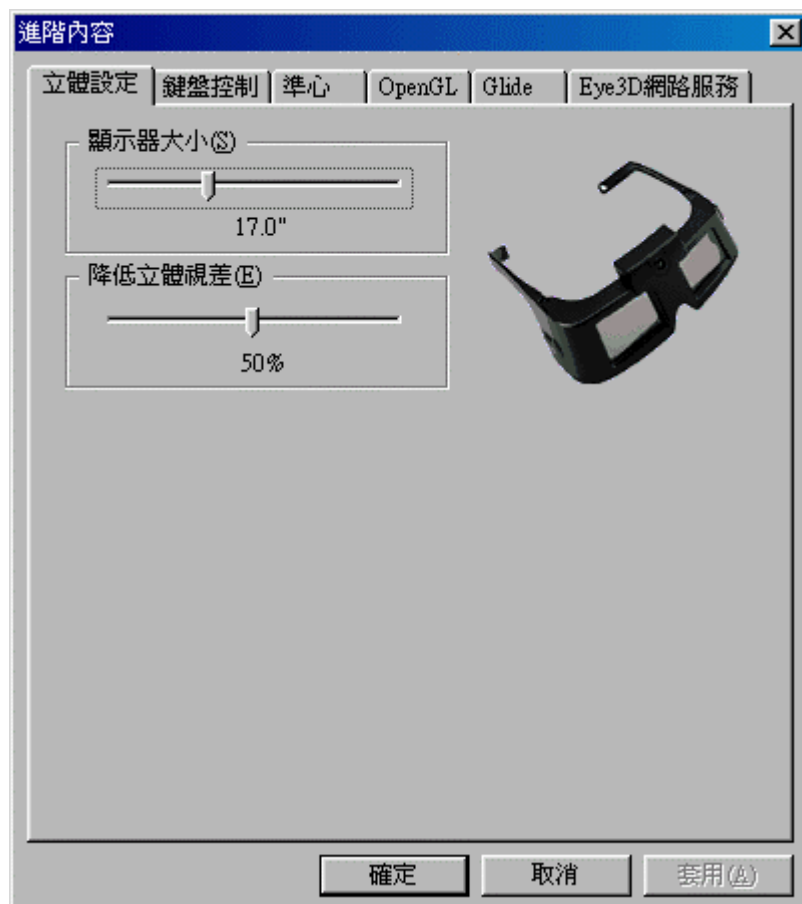 進階內容
立體設定 鍵盤控制 準心 OpenGL Glide Eye3D網路服務
顯示器大小(S)
17.0"
降低立體視差(E)
50%
確定 取消 套用(A)